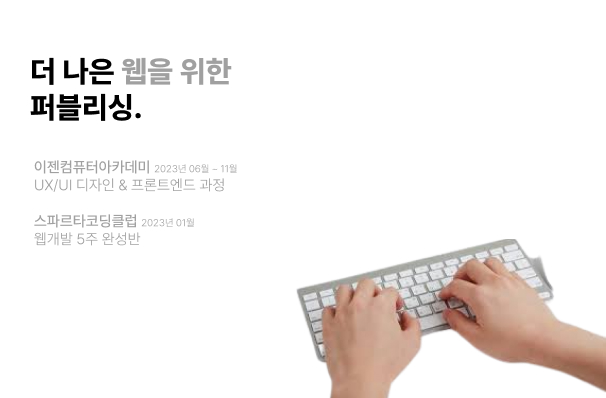 더 나은 웹을 위한
퍼블리싱.
이젠컴퓨터아카데미 2023년 06월 – 11월
UX/UI 디자인 & 프론트엔드 과정
스파르타코딩클럽 2023년 01월
웹개발 5주 완성반